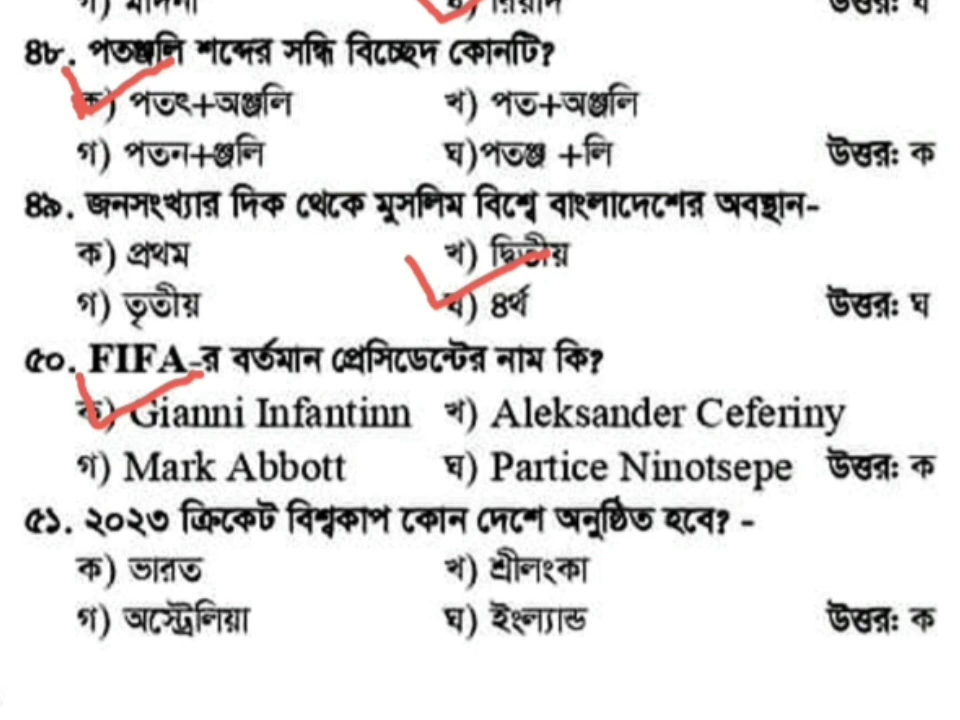 ৪৮. পতঞ্জলি শব্দের সন্ধি বিচ্ছেদ কোনটি?
ক) পতৎ+অঞ্জলি খ) পত+অঞ্জলি
গ) পতন+ঞ্জলি ঘ)পতঞ্জ +লি উত্তর: ক
৪৯. জনসংখ্যার দিক থেকে মুসলিম বিশ্বে বাংলাদেশের অবস্থান-
ক) প্রথম খ) দ্বিতীয়
গ) তৃতীয় ঘ) ৪র্থ উত্তর: ঘ
৫০. FIFA-র বর্তমান প্রেসিডেন্টের নাম কি?
ক) Gianni Infantinn খ) Aleksander Ceferiny
গ) Mark Abbott ঘ) Partice Ninotsepe উত্তর: ক
৫১. ২০২৩ ক্রিকেট বিশ্বকাপ কোন দেশে অনুষ্ঠিত হবে? -
ক) ভারত খ) শ্রীলংকা
গ) অস্ট্রেলিয়া ঘ) ইংল্যান্ড উত্তর: ক